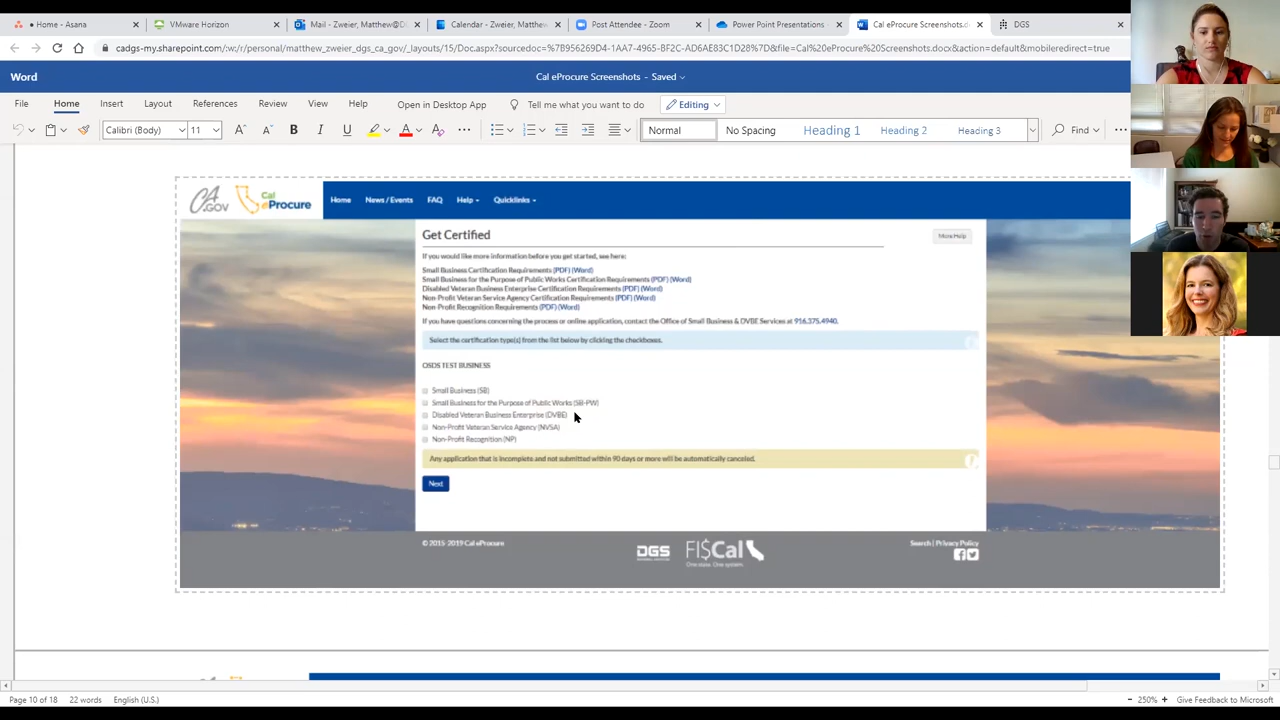 Home - Asana
VMware Horizon
Mail - Zweier, Matthew@D
Calendar - Zweier, Matthew
Post Attendee - Zoom
Power Point Presentations -
Cal eProcure Screenshots.d
DGS
cadgs-my.sharepoint.com/:w:/r/personal/matthew_zweier_dgs_ca_gov/_layouts/15/Doc.aspx?sourcedoc=%7B956269D4-1AA7-4965-BF2C-AD6AE83C1D28%7D&file=Cal%20eProcure%20Screenshots.docx&action=default&mobileredirect=true
Word
Cal eProcure Screenshots - Saved
File Home Insert Layout References Review View Help Open in Desktop App Tell me what you want to do Editing
Calibri (Body) 11 A A B I U A Normal No Spacing Heading 1 Heading 2 Heading 3 Find
CA.GOV
Cal
eProcure
Home News / Events FAQ Help Quicklinks
Get Certified
More Help
If you would like more information before you get started, see here:
Small Business Certification Requirements (PDF) (Word)
Small Business for the Purpose of Public Works Certification Requirements (PDF) (Word)
Disabled Veteran Business Enterprise Certification Requirements (PDF) (Word)
Non-Profit Veteran Service Agency Certification Requirements (PDF) (Word)
Non-Profit Recognition Requirements (PDF) (Word)
If you have questions concerning the process or online application, contact the Office of Small Business & DVBE Services at 916.375.4940.
Select the certification type(s) from the list below by clicking the checkboxes.
OSDS TEST BUSINESS
Small Business (SB)
Small Business for the Purpose of Public Works (SB-PW)
Disabled Veteran Business Enterprise (DVBE)
Non-Profit Veteran Service Agency (NVSA)
Non-Profit Recognition (NP)
Any application that is incomplete and not submitted within 90 days or more will be automatically canceled.
Next
© 2015-2019 Cal eProcure
DGS
FI$Cal
One state. One system.
Search | Privacy Policy
Page 10 of 18 22 words English (U.S.)
250% Give Feedback to Microsoft